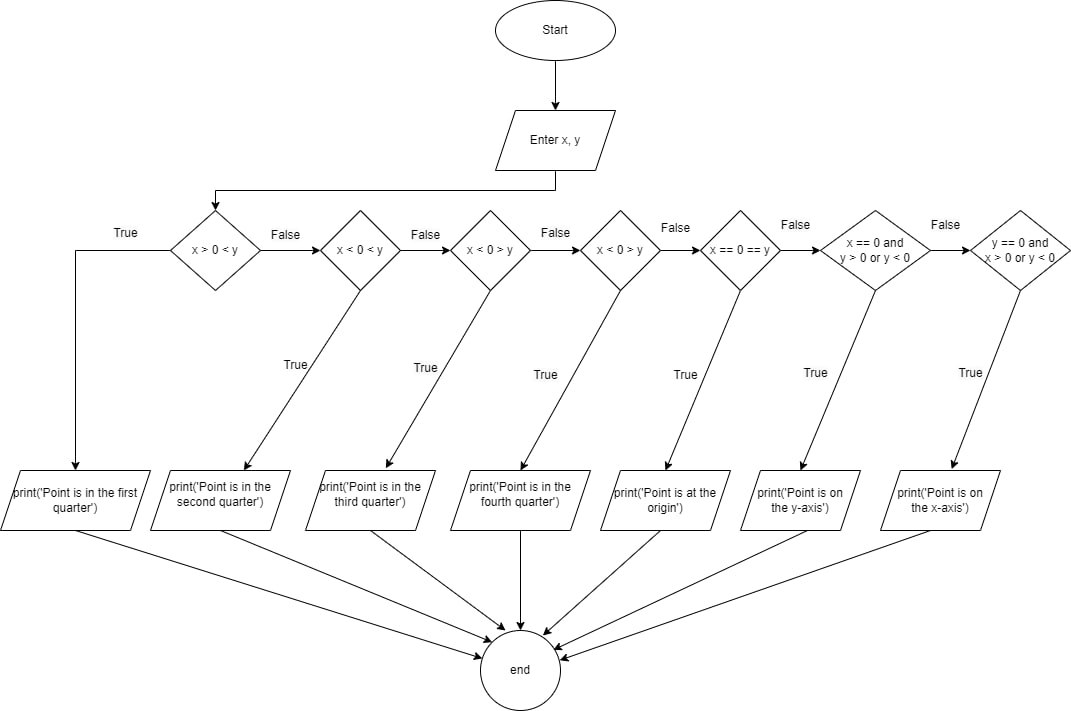 Start
Enter x, y
True
x > 0 < y
False
x < 0 < y
False
x < 0 > y
False
x < 0 > y
False
x == 0 == y
False
x == 0 and
y > 0 or y < 0
False
y == 0 and
x > 0 or y < 0
True
True
True
True
True
True
print('Point is in the first
quarter')
print('Point is in the
second quarter')
print('Point is in the
third quarter')
print('Point is in the
fourth quarter')
print('Point is at the
origin')
print('Point is on
the y-axis')
print('Point is on
the x-axis')
end